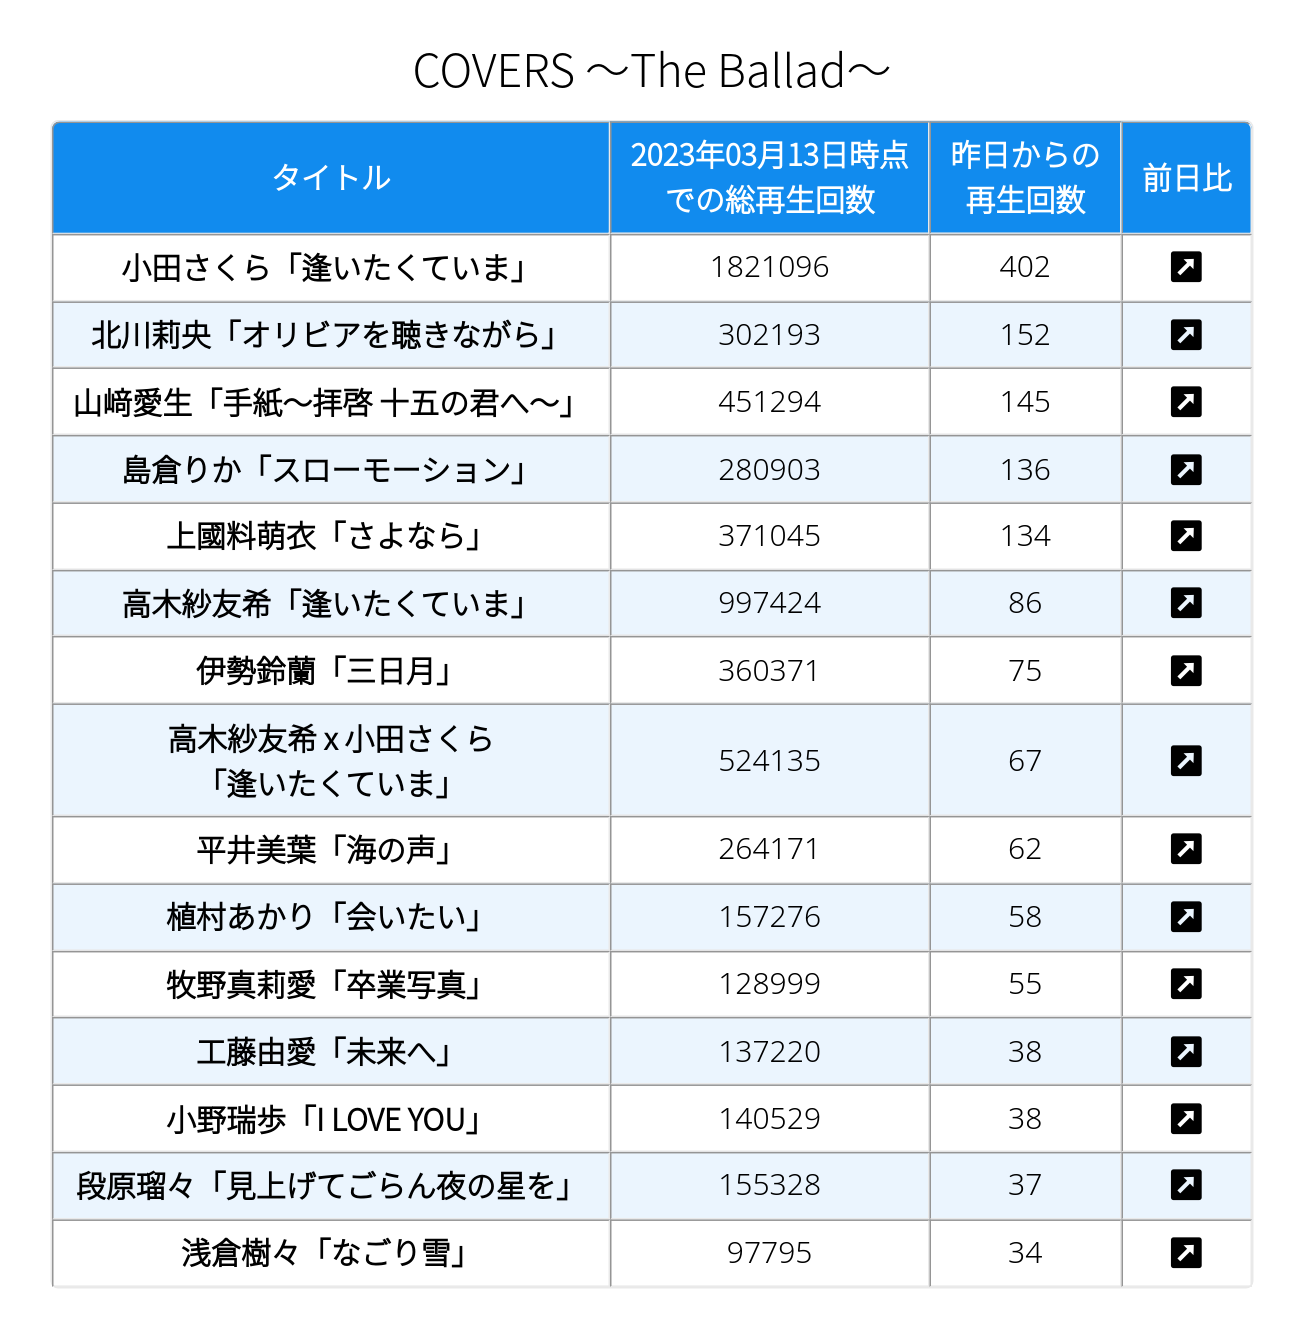 COVERS ～The Ballad～
タイトル
2023年03月13日時点
での総再生回数
昨日からの
再生回数
前日比
小田さくら「逢いたくていま」 1821096 402
北川莉央「オリビアを聴きながら」 302193 152
山﨑愛生「手紙〜拝啓 十五の君へ〜」 451294 145
島倉りか「スローモーション」 280903 136
上國料萌衣「さよなら」 371045 134
高木紗友希「逢いたくていま」 997424 86
伊勢鈴蘭「三日月」 360371 75
高木紗友希 x 小田さくら
「逢いたくていま」 524135 67
平井美葉「海の声」 264171 62
植村あかり「会いたい」 157276 58
牧野真莉愛「卒業写真」 128999 55
工藤由愛「未来へ」 137220 38
小野瑞歩「I LOVE YOU」 140529 38
段原瑠々「見上げてごらん夜の星を」 155328 37
浅倉樹々「なごり雪」 97795 34